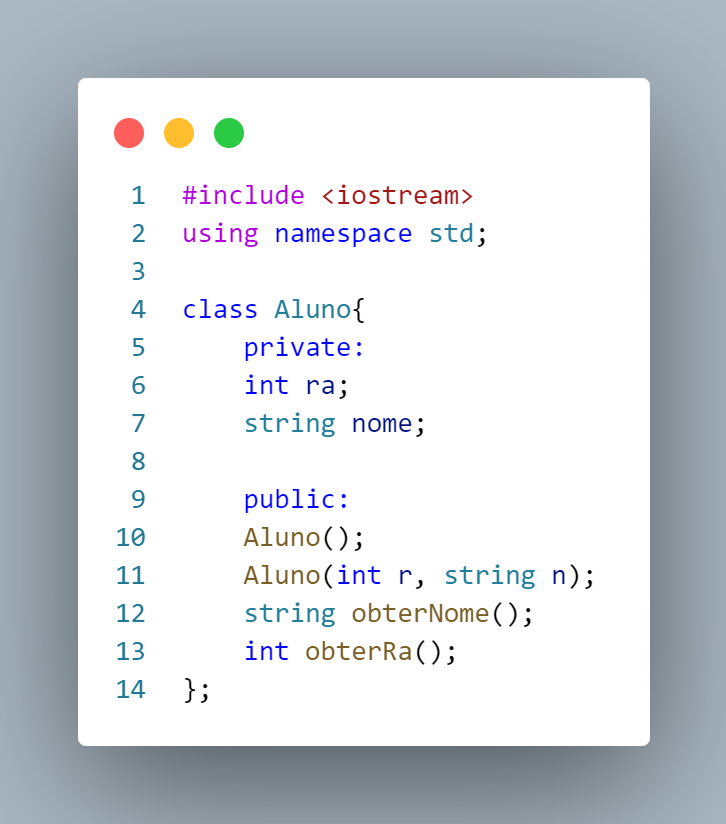 1 #include <iostream>
2 using namespace std;
3
4 class Aluno{
5     private:
6     int ra;
7     string nome;
8
9     public:
10     Aluno();
11     Aluno(int r, string n);
12     string obterNome();
13     int obterRa();
14 };